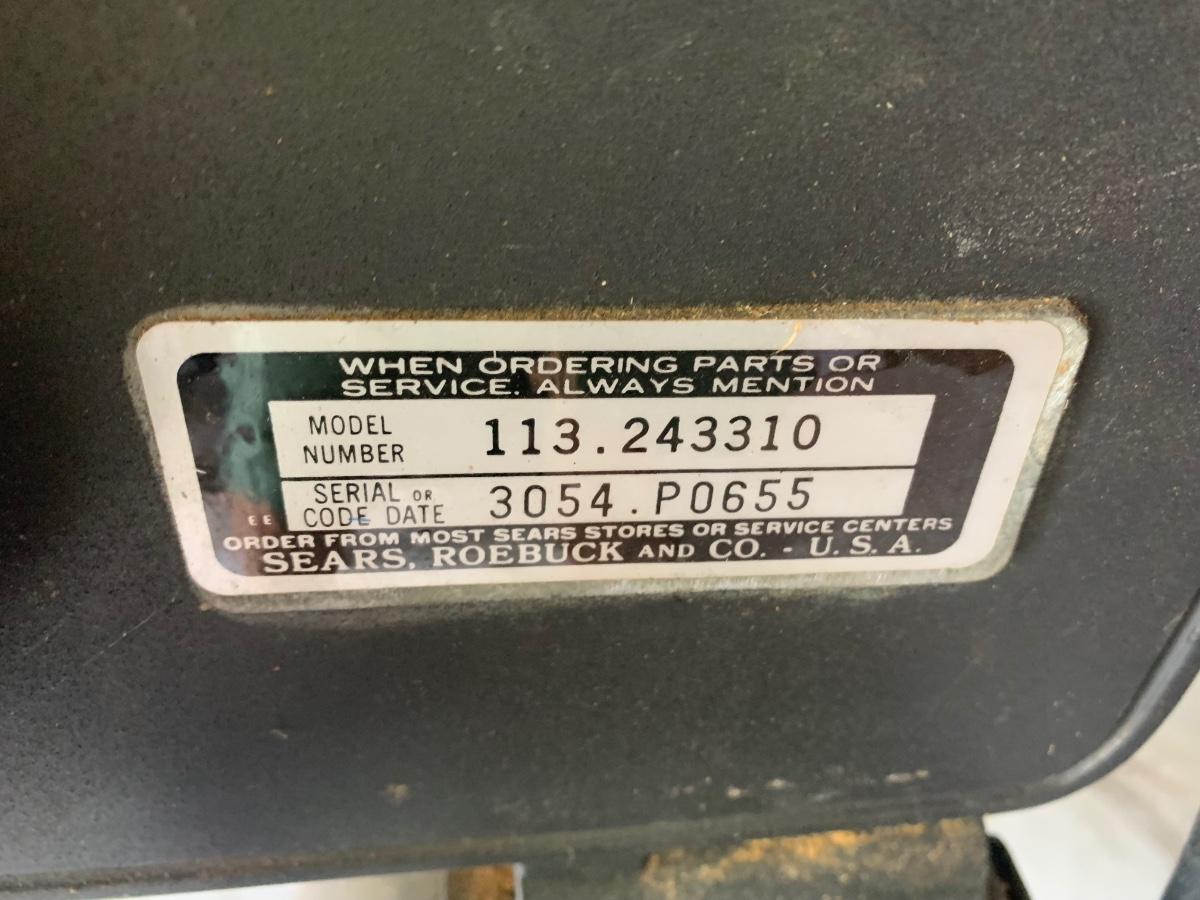 WHEN ORDERING PARTS OR
SERVICE. ALWAYS MENTION
MODEL
NUMBER
113.243310
SERIAL OR
CODE DATE
3054.P0655
EE
ORDER FROM MOST SEARS STORES OR SERVICE CENTERS
SEARS, ROEBUCK AND CO. - U. S. A.